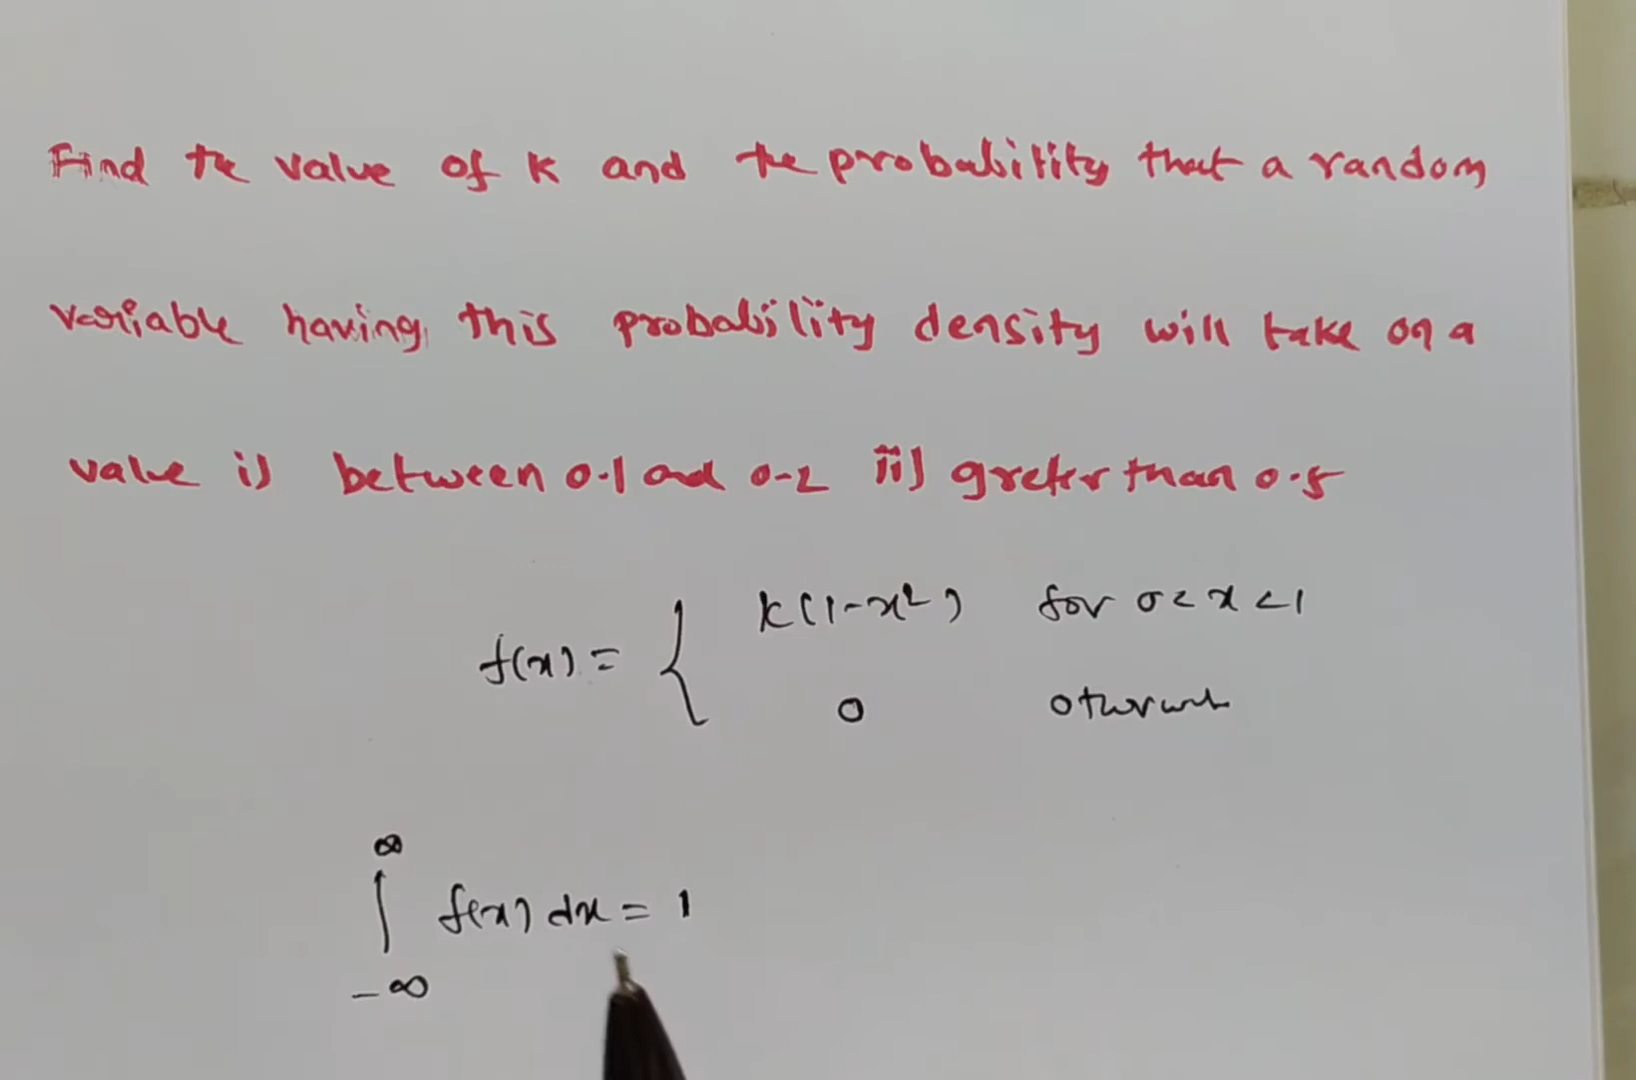 Find the value of k and the probability that a random
variable having this probability density will take on a
value i) between 0.1 and 0.2 ii) greter than 0.5
f(x) = { k(1-x²) for 0<x<1
0 otherwise
∞
∫ f(x) dx = 1
-∞